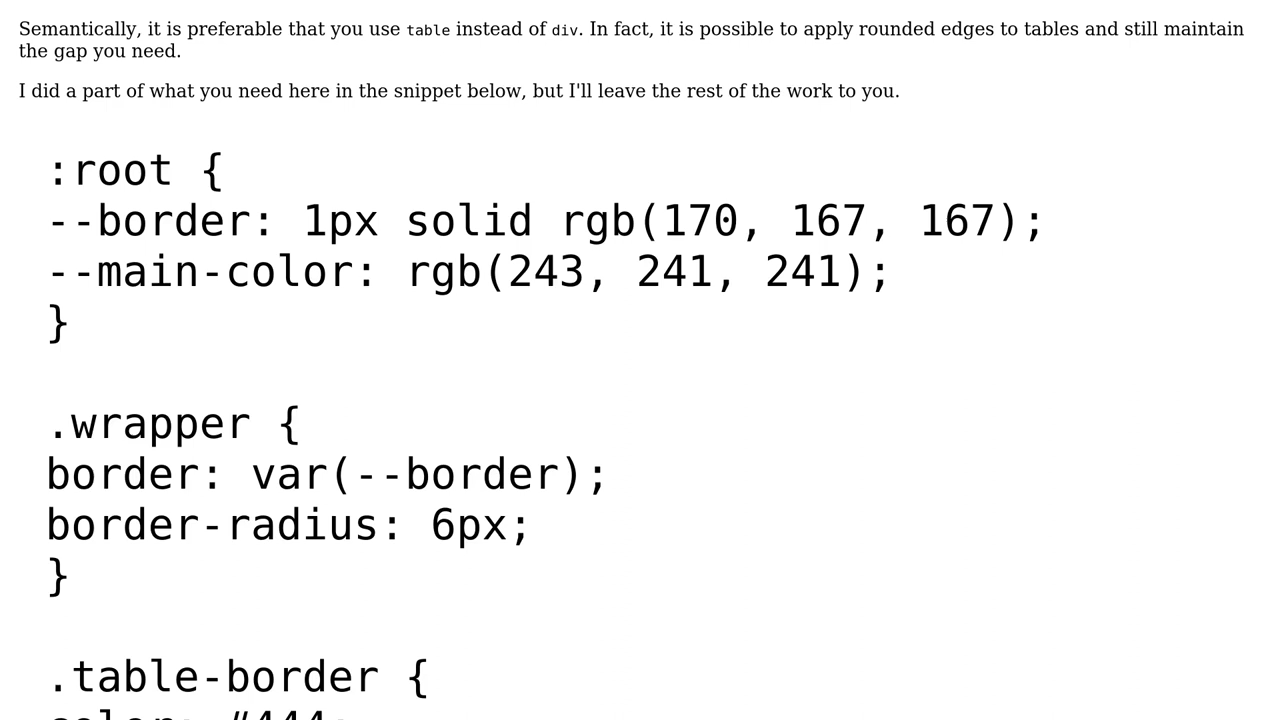 Semantically, it is preferable that you use table instead of div. In fact, it is possible to apply rounded edges to tables and still maintain
the gap you need.
I did a part of what you need here in the snippet below, but I'll leave the rest of the work to you.
:root {
--border: 1px solid rgb(170, 167, 167);
--main-color: rgb(243, 241, 241);
}
.wrapper {
border: var(--border);
border-radius: 6px;
}
.table-border {
color: #444;